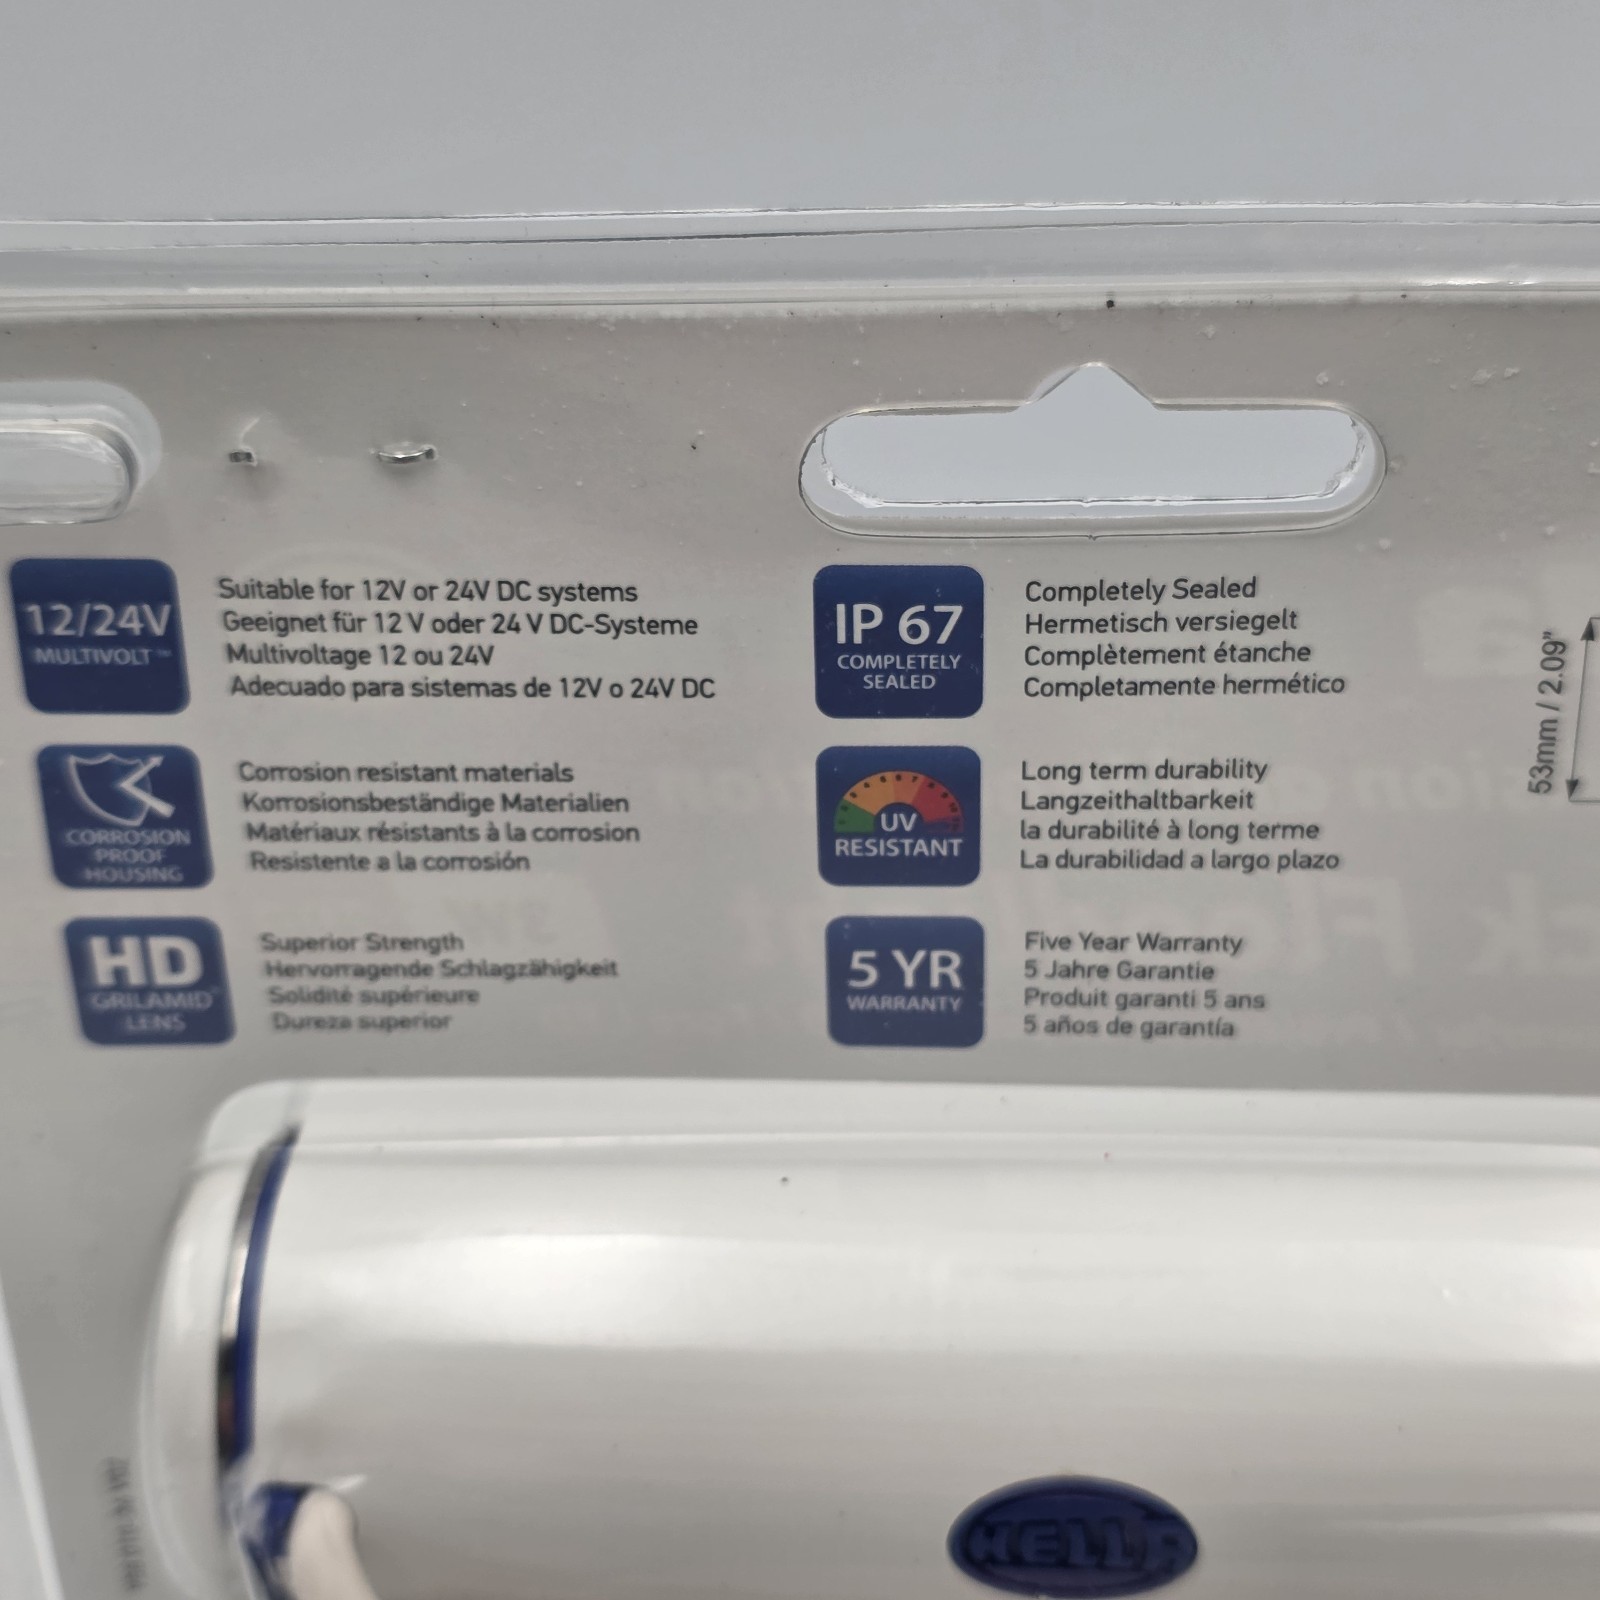 12/24V
MULTIVOLT™
Suitable for 12V or 24V DC systems
Geeignet für 12 V oder 24 V DC-Systeme
Multivoltage 12 ou 24V
Adecuado para sistemas de 12V o 24V DC
IP 67
COMPLETELY
SEALED
Completely Sealed
Hermetisch versiegelt
Complètement étanche
Completamente hermético
53mm / 2.09”
CORROSION
PROOF
HOUSING
Corrosion resistant materials
Korrosionsbeständige Materialien
Matériaux résistants à la corrosion
Resistente a la corrosión
UV
RESISTANT
Long term durability
Langzeithaltbarkeit
la durabilité à long terme
La durabilidad a largo plazo
HD
GRILAMID
LENS
Superior Strength
Hervorragende Schlagzähigkeit
Solidité supérieure
Dureza superior
5 YR
WARRANTY
Five Year Warranty
5 Jahre Garantie
Produit garanti 5 ans
5 años de garantía
HELLA